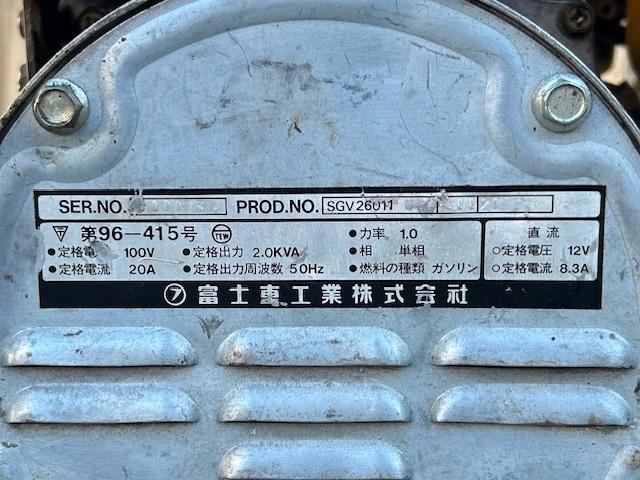 SER.NO. PROD.NO. SGV26011
第96-415号 TEW
●定格電 100V ●定格出力 2.0KVA ●力率 1.0 直流
●定格電流 20A ●定格出力周波数 50Hz ●相 単相 ○定格電圧 12V
●燃料の種類 ガソリン ○定格電流 8.3A
フ 富士重工業株式会社